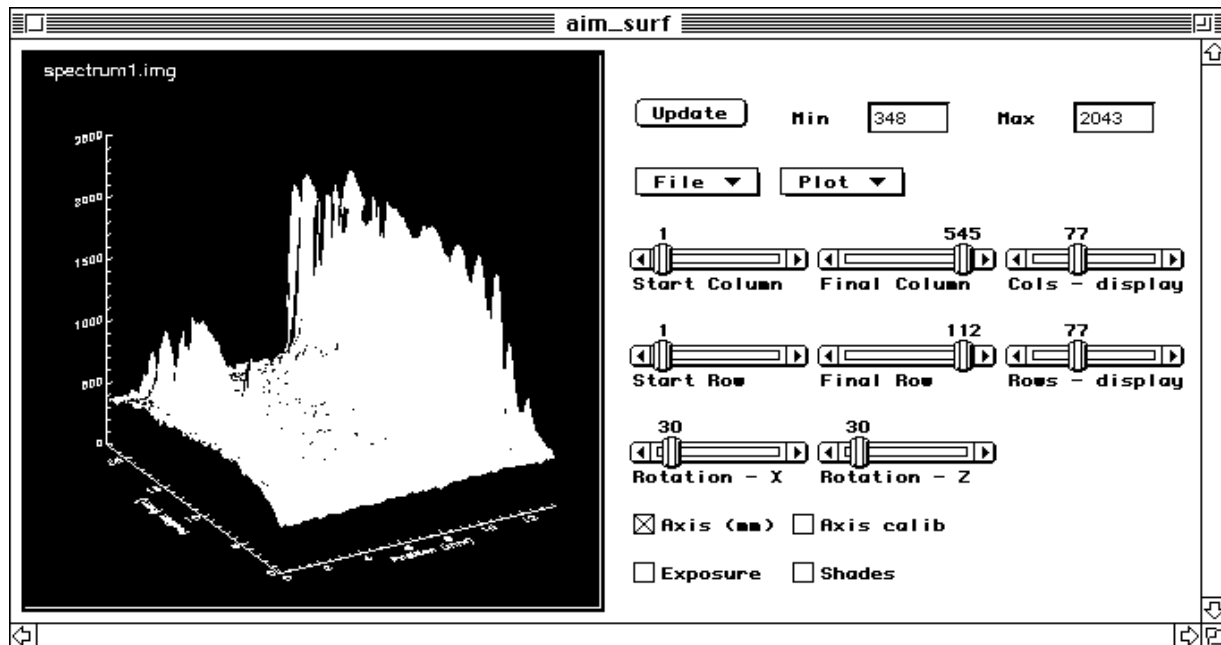 aim_surf
spectrum1.img
Update Min 348 Max 2043
File Plot
1 545 77
Start Column Final Column Cols - display
1 112 77
Start Row Final Row Rows - display
30 30
Rotation - X Rotation - Z
Axis (mm) Axis calib
Exposure Shades
2000
1500
1000
500
0
Position (mm)